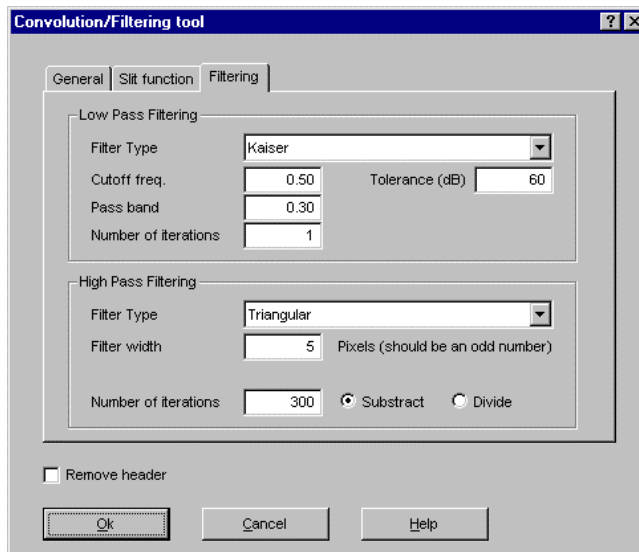 Convolution/Filtering tool
General Slit function Filtering
Low Pass Filtering
Filter Type Kaiser
Cutoff freq. 0.50 Tolerance (dB) 60
Pass band 0.30
Number of iterations 1
High Pass Filtering
Filter Type Triangular
Filter width 5 Pixels (should be an odd number)
Number of iterations 300 Substract Divide
Remove header
Ok Cancel Help